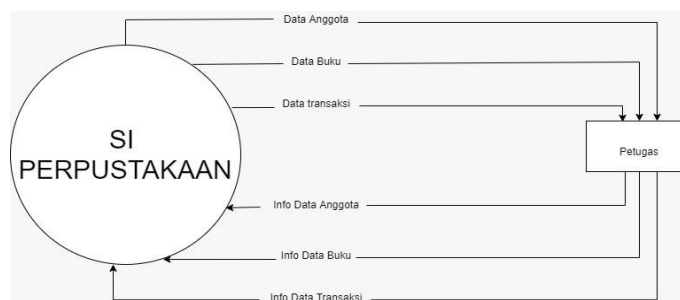 Data Anggota
Data Buku
Data transaksi
SI
PERPUSTAKAAN
Petugas
Info Data Anggota
Info Data Buku
Info Data Transaksi